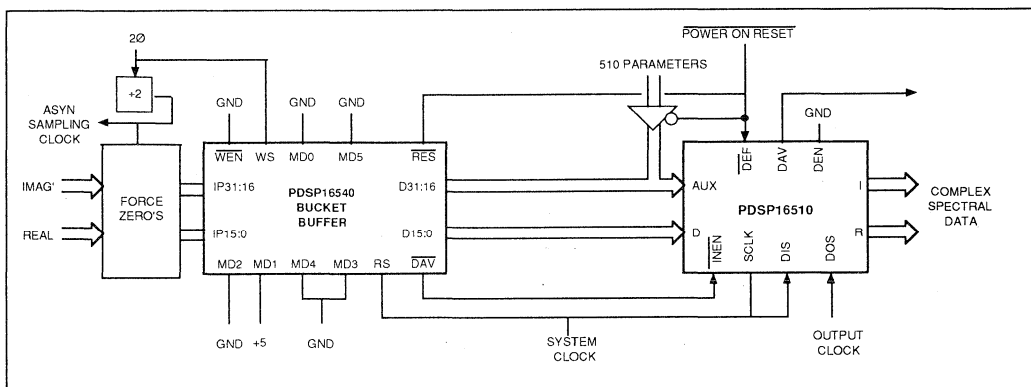 2Ø
POWER ON RESET
510 PARAMETERS
÷2
ASYN
SAMPLING
CLOCK
GND GND GND
GND
WEN WS MD0 MD5 RES
DEF DAV DEN
IMAG'
REAL
FORCE
ZERO'S
IP31:16
IP15:0
PDSP16540
BUCKET
BUFFER
D31:16
D15:0
AUX
D
PDSP16510
I
R
COMPLEX
SPECTRAL
DATA
MD2 MD1 MD4 MD3 RS DAV
INEN SCLK DIS DOS
GND +5 GND
SYSTEM
CLOCK
OUTPUT
CLOCK